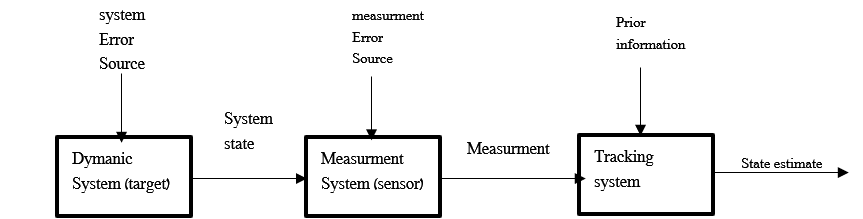 system
Error
Source
measurment
Error
Source
Prior
information
System
state
Dymanic
System (target)
Measurment
System (sensor)
Measurment
Tracking
system
State estimate